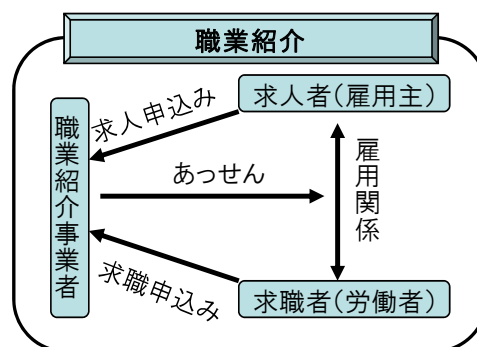 職業紹介
求人者（雇用主）
求人申込み
職業紹介事業者
あっせん
雇用関係
求職申込み
求職者（労働者）